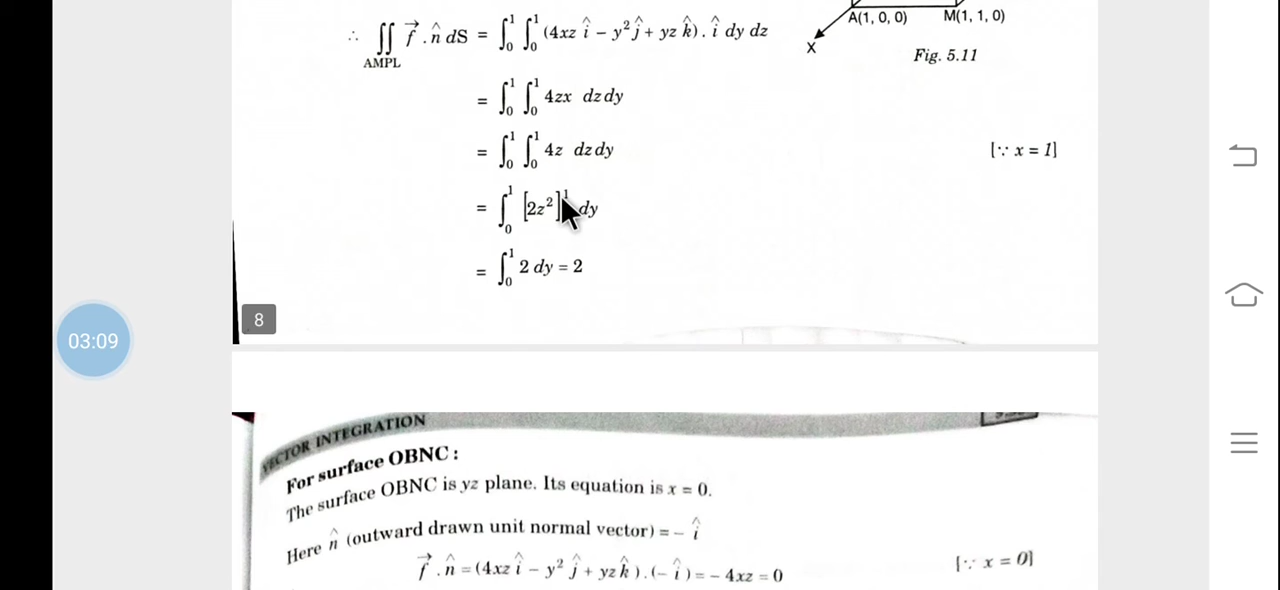 A(1, 0, 0) M(1, 1, 0)
X
Fig. 5.11
∴ ∬ f⃗ . n̂ dS = ∫₀¹ ∫₀¹ (4xz î − y² ĵ + yz k̂) . î dy dz
AMPL
= ∫₀¹ ∫₀¹ 4zx dz dy
= ∫₀¹ ∫₀¹ 4z dz dy [∵ x = 1]
= ∫₀¹ [2z²]¹ dy
= ∫₀¹ 2 dy = 2
8
03:09
VECTOR INTEGRATION
For surface OBNC :
The surface OBNC is yz plane. Its equation is x = 0.
Here n̂ (outward drawn unit normal vector) = − î
f⃗ . n̂ = (4xz î − y² ĵ + yz k̂) . (− î) = − 4xz = 0 [∵ x = 0]